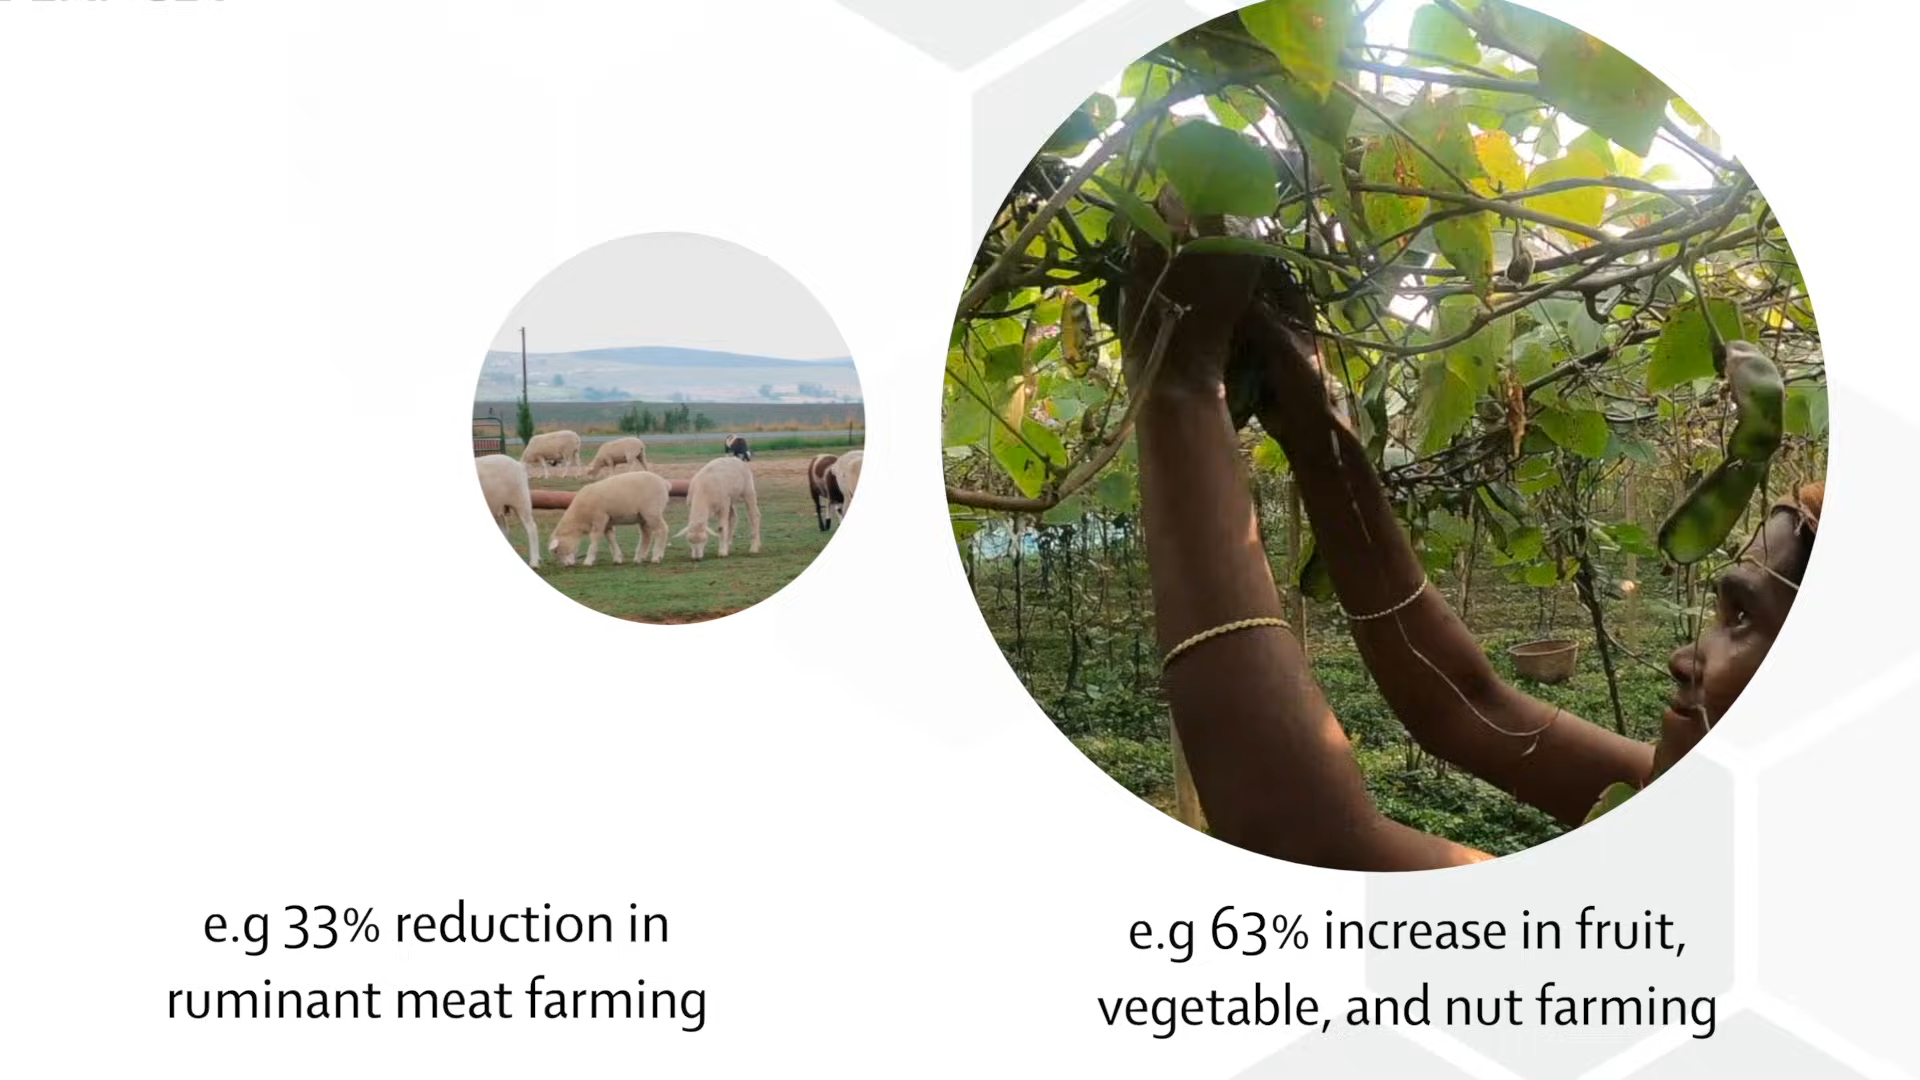 e.g 33% reduction in
ruminant meat farming
e.g 63% increase in fruit,
vegetable, and nut farming